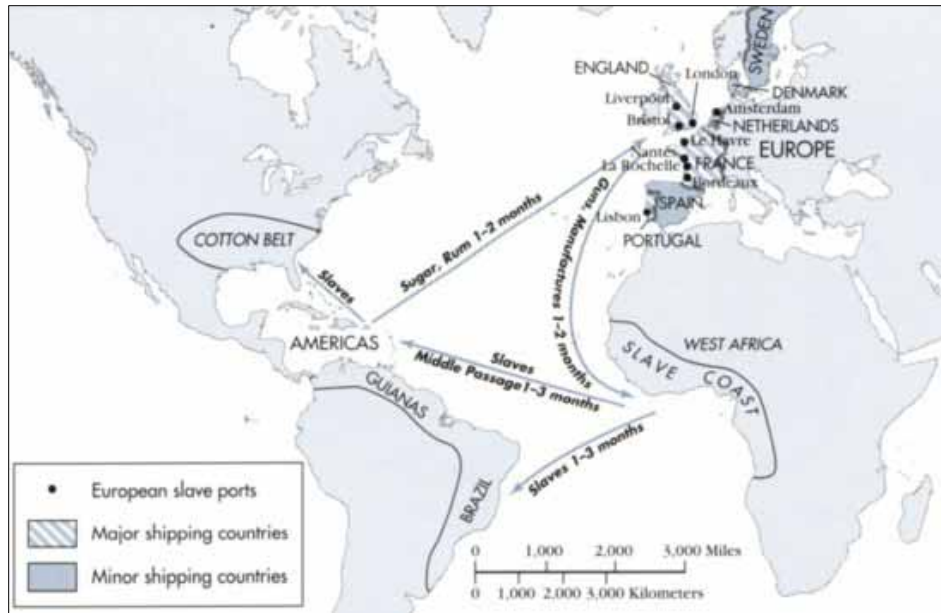 SWEDEN
ENGLAND
London
DENMARK
Liverpool
Amsterdam
Bristol
NETHERLANDS
Le Havre
EUROPE
Nantes
FRANCE
La Rochelle
Bordeaux
SPAIN
Lisbon
PORTUGAL
COTTON BELT
Sugar, Rum 1–2 months
Guns, Manufactures 1–2 months
Slaves
AMERICAS
WEST AFRICA
SLAVE COAST
Slaves
Middle Passage 1–3 months
GUIANAS
Slaves 1–3 months
BRAZIL
European slave ports
Major shipping countries
Minor shipping countries
0 1,000 2,000 3,000 Miles
0 1,000 2,000 3,000 Kilometers